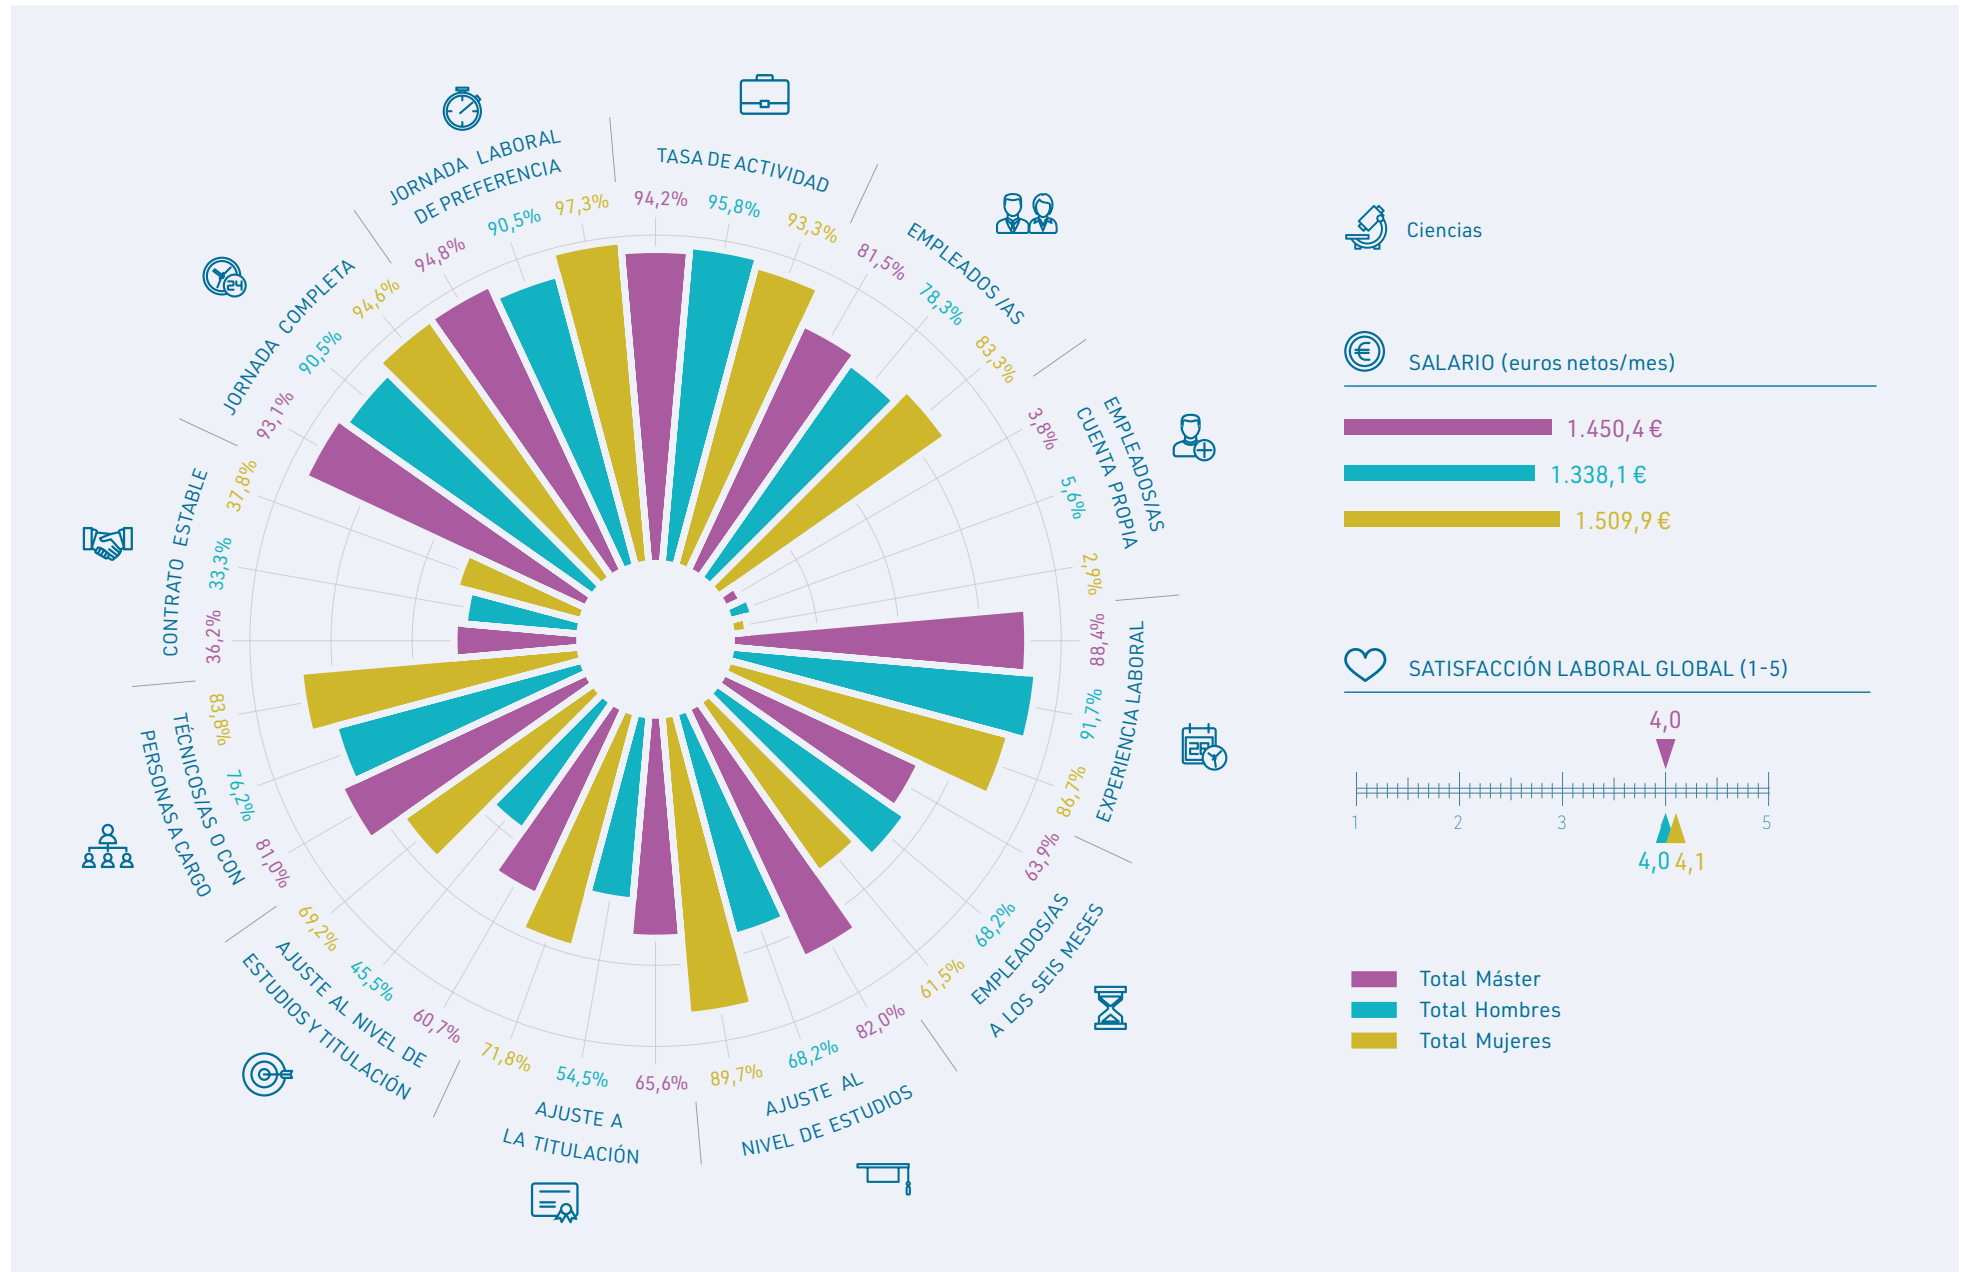 TASA DE ACTIVIDAD
94,2%
95,8%
93,3%
EMPLEADOS /AS
81,5%
78,3%
83,3%
EMPLEADOS/AS
CUENTA PROPIA
3,8%
5,6%
2,9%
EXPERIENCIA LABORAL
88,4%
91,7%
86,7%
EMPLEADOS/AS
A LOS SEIS MESES
63,9%
68,2%
61,5%
AJUSTE AL
NIVEL DE ESTUDIOS
82,0%
68,2%
89,7%
AJUSTE A
LA TITULACIÓN
65,6%
54,5%
71,8%
AJUSTE AL NIVEL DE
ESTUDIOS Y TITULACIÓN
60,7%
45,5%
69,2%
TÉCNICOS/AS O CON
PERSONAS A CARGO
81,0%
76,2%
83,8%
CONTRATO ESTABLE
36,2%
33,3%
37,8%
JORNADA COMPLETA
93,1%
90,5%
94,6%
JORNADA LABORAL
DE PREFERENCIA
94,8%
90,5%
97,3%
24
28
Ciencias
€
SALARIO (euros netos/mes)
1.450,4 €
1.338,1 €
1.509,9 €
SATISFACCIÓN LABORAL GLOBAL (1-5)
4,0
1 2 3 5
4,0 4,1
Total Máster
Total Hombres
Total Mujeres